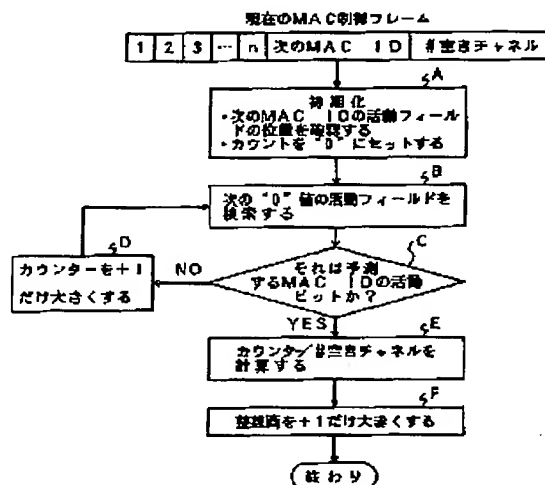 現在のMAC制御フレーム
1 2 3 … n 次のMAC ID #空きチャネル
A
初期化
・次のMAC IDの活動フィール
ドの位置を確認する
・カウントを"0"にセットする
B
次の"0"値の活動フィールドを
検索する
D
カウンターを+1
だけ大きくする
NO
C
それは予測
するMAC IDの活動
ビットか?
YES
E
カウンタ/#空きチャネルを
計算する
F
を+1だけ大きくする
終わり